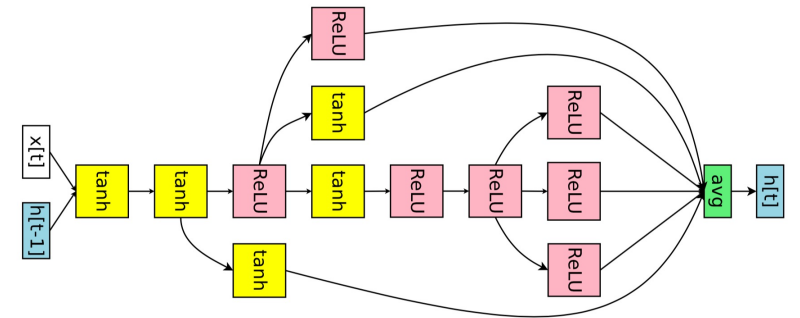 x[t]
h[t-1]
tanh
tanh
ReLU
tanh
ReLU
tanh
tanh
ReLU
ReLU
ReLU
ReLU
ReLU
avg
h[t]